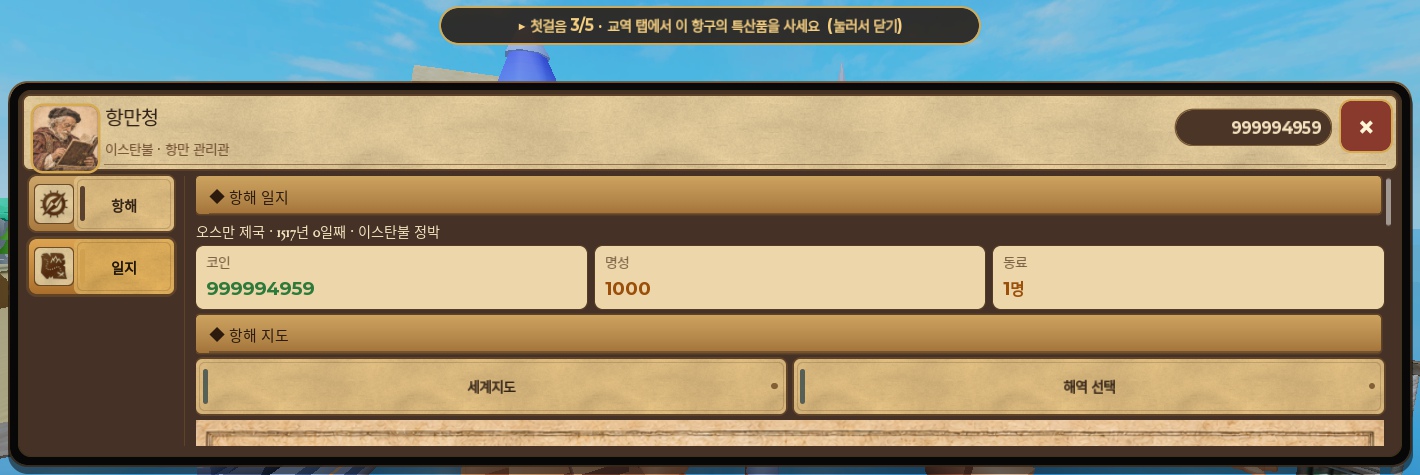 ▸ 첫걸음 3/5 · 교역 탭에서 이 항구의 특산품을 사세요 (눌러서 닫기)
항만청
이스탄불 · 항만 관리관
999994959
×
항해
일지
◆ 항해 일지
오스만 제국 · 1517년 0일째 · 이스탄불 정박
코인
999994959
명성
1000
동료
1명
◆ 항해 지도
세계지도
해역 선택